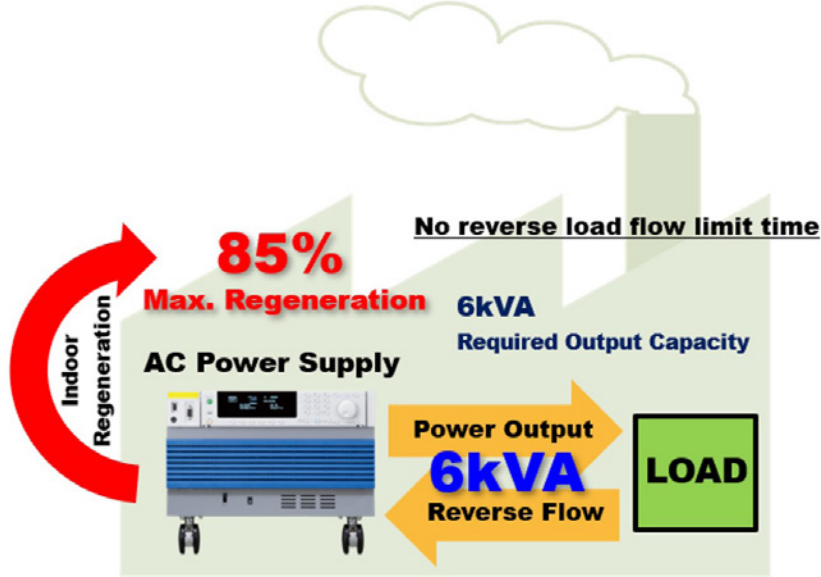 No reverse load flow limit time
85%
Max. Regeneration
6kVA
Required Output Capacity
Indoor
Regeneration
AC Power Supply
Power Output
6kVA
Reverse Flow
LOAD